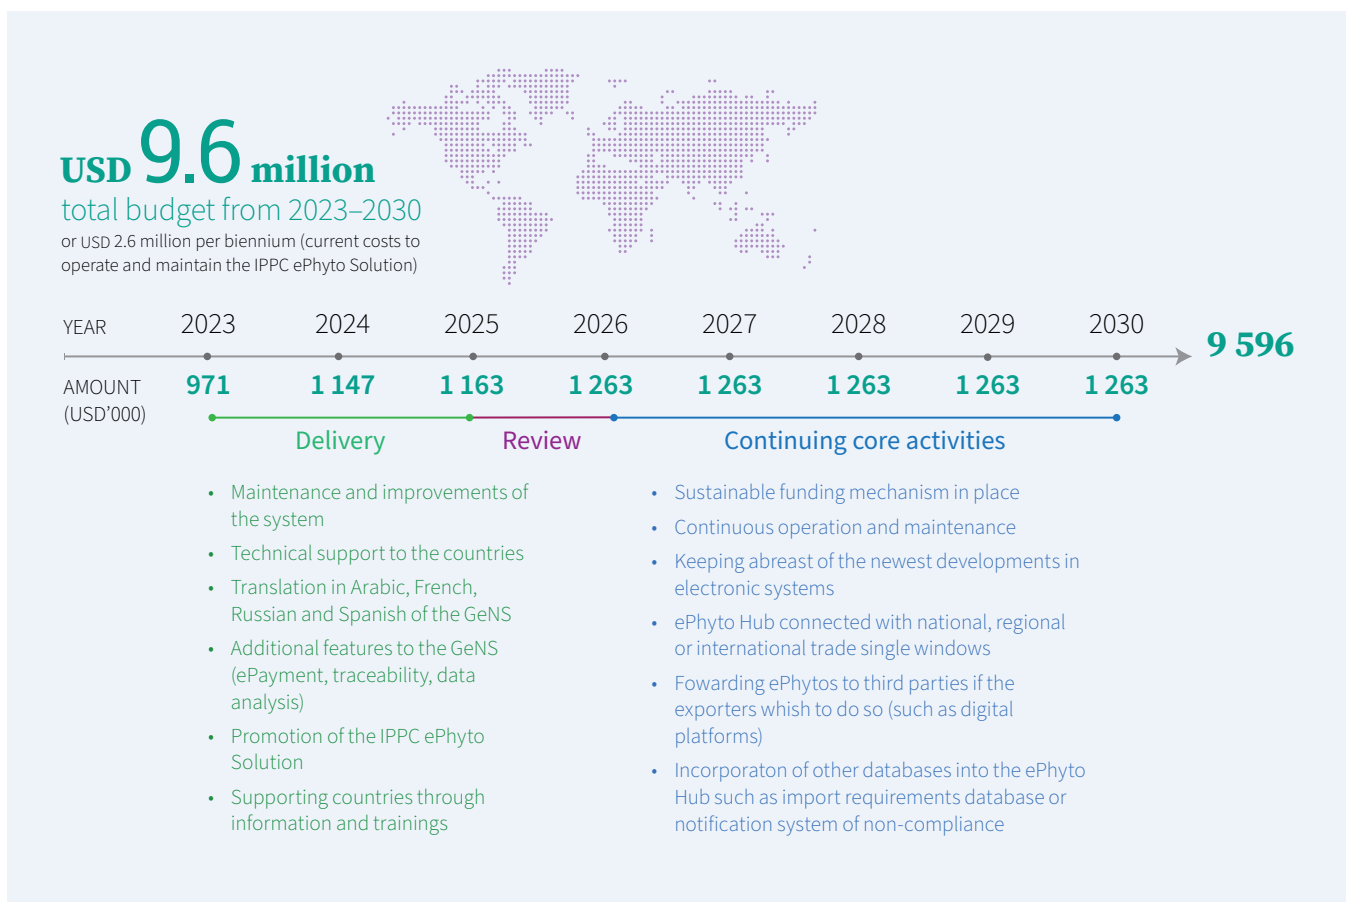 USD 9.6 million
total budget from 2023–2030
or USD 2.6 million per biennium (current costs to
operate and maintain the IPPC ePhyto Solution)
YEAR 2023 2024 2025 2026 2027 2028 2029 2030
9 596
AMOUNT 971 1 147 1 163 1 263 1 263 1 263 1 263 1 263
(USD'000)
Delivery Review Continuing core activities
• Maintenance and improvements of
the system
• Technical support to the countries
• Translation in Arabic, French,
Russian and Spanish of the GeNS
• Additional features to the GeNS
(ePayment, traceability, data
analysis)
• Promotion of the IPPC ePhyto
Solution
• Supporting countries through
information and trainings
• Sustainable funding mechanism in place
• Continuous operation and maintenance
• Keeping abreast of the newest developments in
electronic systems
• ePhyto Hub connected with national, regional
or international trade single windows
• Fowarding ePhytos to third parties if the
exporters whish to do so (such as digital
platforms)
• Incorporaton of other databases into the ePhyto
Hub such as import requirements database or
notification system of non-compliance